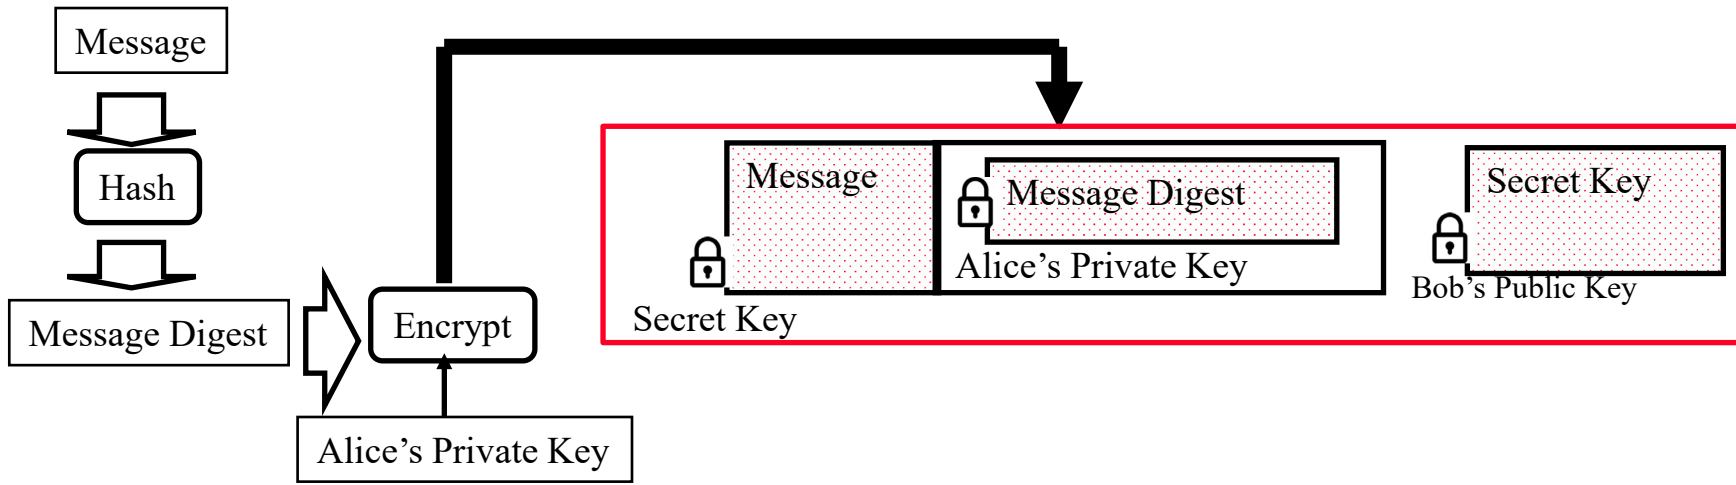 Message
Hash
Message Digest
Encrypt
Alice’s Private Key
Message
Message Digest
Alice’s Private Key
Secret Key
Secret Key
Bob’s Public Key